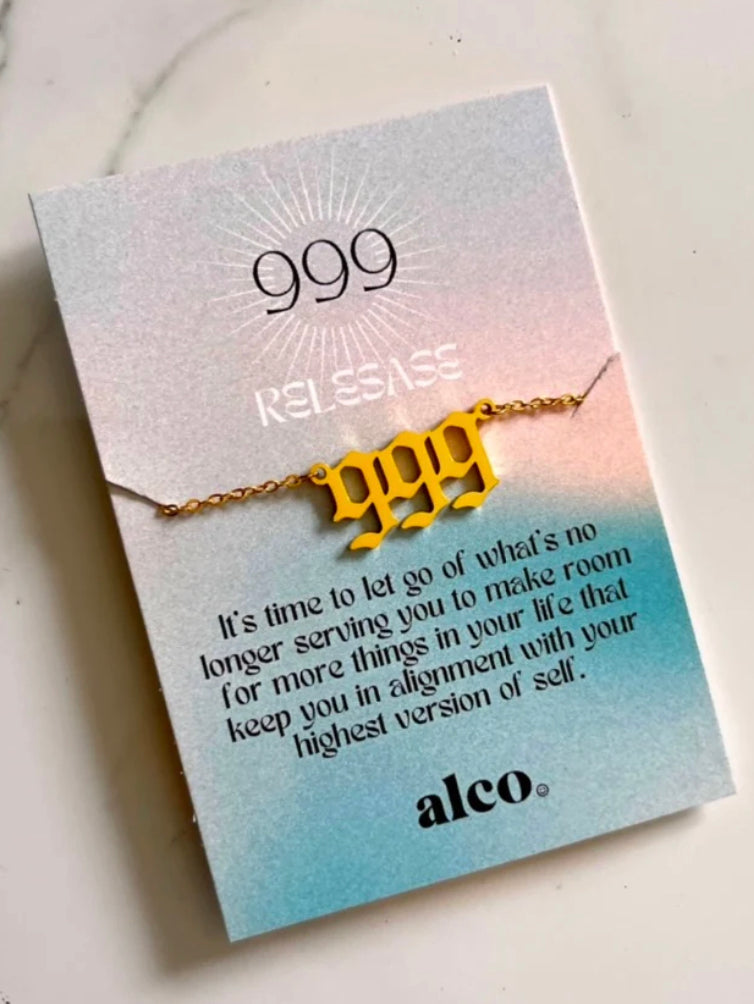 999
RELESASE
999
It's time to let go of what's no
longer serving you to make room
for more things in your life that
keep you in alignment with your
highest version of self.
alco.